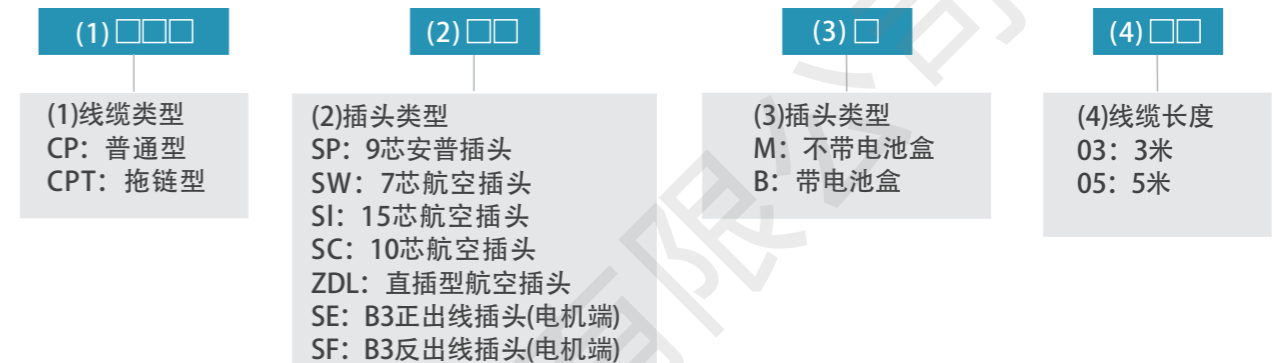 (1)□□□
(2)□□
(3)□
(4)□□
(1)线缆类型
CP：普通型
CPT：拖链型
(2)插头类型
SP：9芯安普插头
SW：7芯航空插头
Sl：15芯航空插头
SC：10芯航空插头
ZDL：直插型航空插头
SE：B3正出线插头(电机端)
SF：B3反出线插头(电机端)
(3)插头类型
M：不带电池盒
B：带电池盒
(4)线缆长度
03：3米
05：5米
有限公司